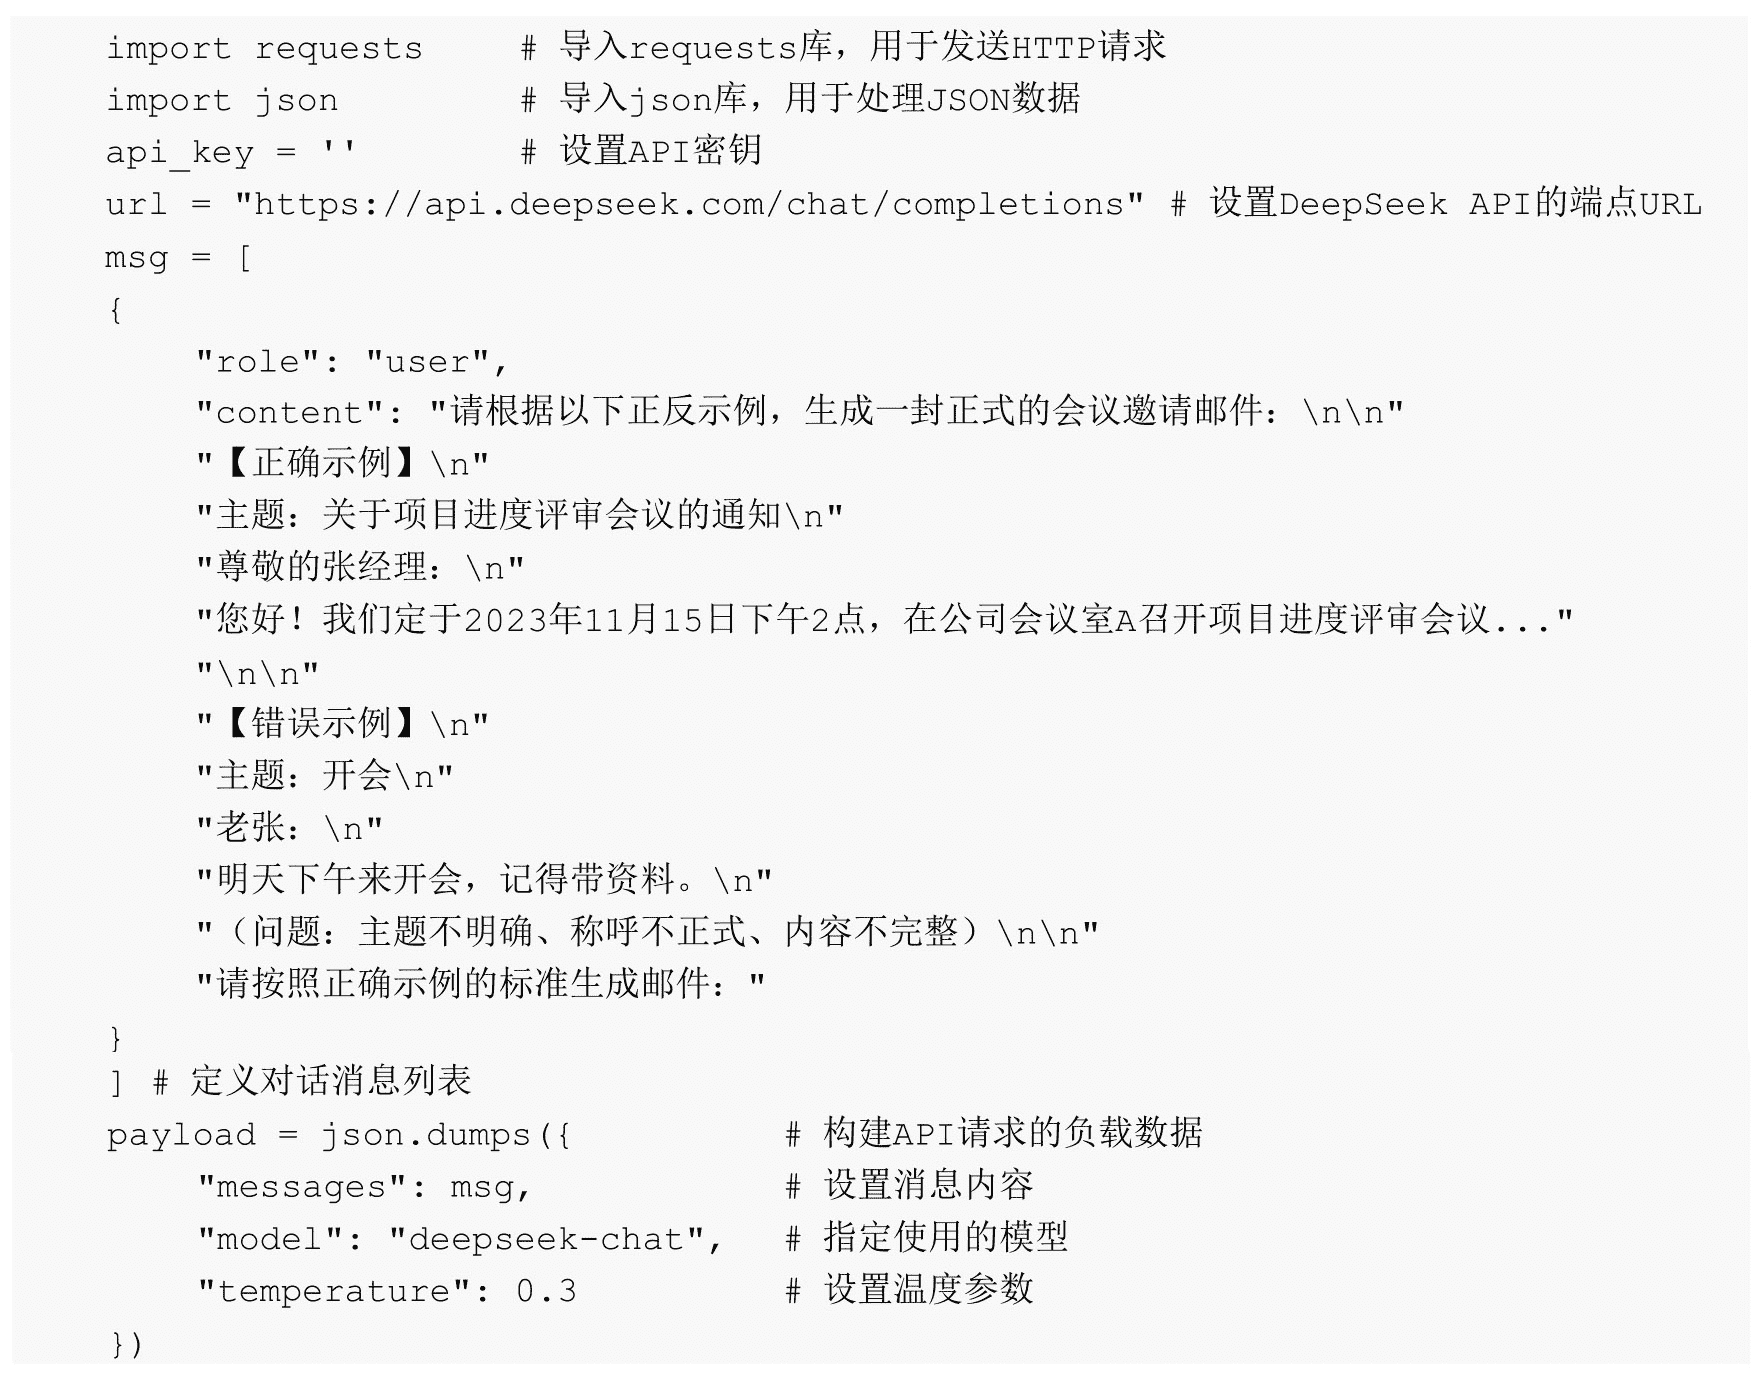 import requests # 导入requests库，用于发送HTTP请求
import json # 导入json库，用于处理JSON数据
api_key = '' # 设置API密钥
url = "https://api.deepseek.com/chat/completions" # 设置DeepSeek API的端点URL
msg = [
{
"role": "user",
"content": "请根据以下正反示例，生成一封正式的会议邀请邮件：\n\n"
"【正确示例】\n"
"主题：关于项目进度评审会议的通知\n"
"尊敬的张经理：\n"
"您好！我们定于2023年11月15日下午2点，在公司会议室A召开项目进度评审会议..."
"\n\n"
"【错误示例】\n"
"主题：开会\n"
"老张：\n"
"明天下午来开会，记得带资料。\n"
"（问题：主题不明确、称呼不正式、内容不完整）\n\n"
"请按照正确示例的标准生成邮件："
}
] # 定义对话消息列表
payload = json.dumps({ # 构建API请求的负载数据
"messages": msg, # 设置消息内容
"model": "deepseek-chat", # 指定使用的模型
"temperature": 0.3 # 设置温度参数
})